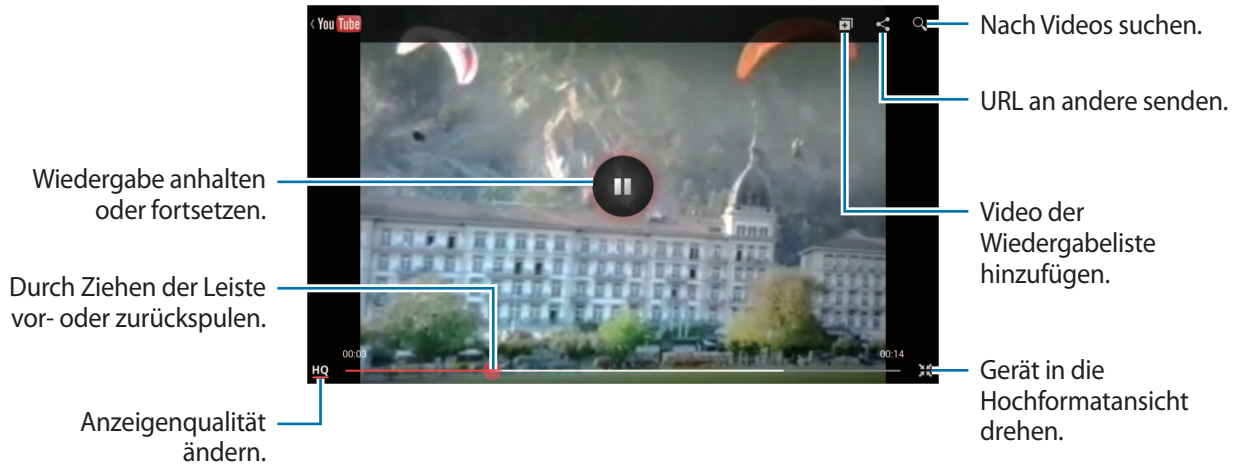 You Tube
Nach Videos suchen.
URL an andere senden.
Wiedergabe anhalten
oder fortsetzen.
Video der
Wiedergabeliste
hinzufügen.
Durch Ziehen der Leiste
vor- oder zurückspulen.
00:03
00:14
HQ
Gerät in die
Hochformatansicht
drehen.
Anzeigenqualität
ändern.